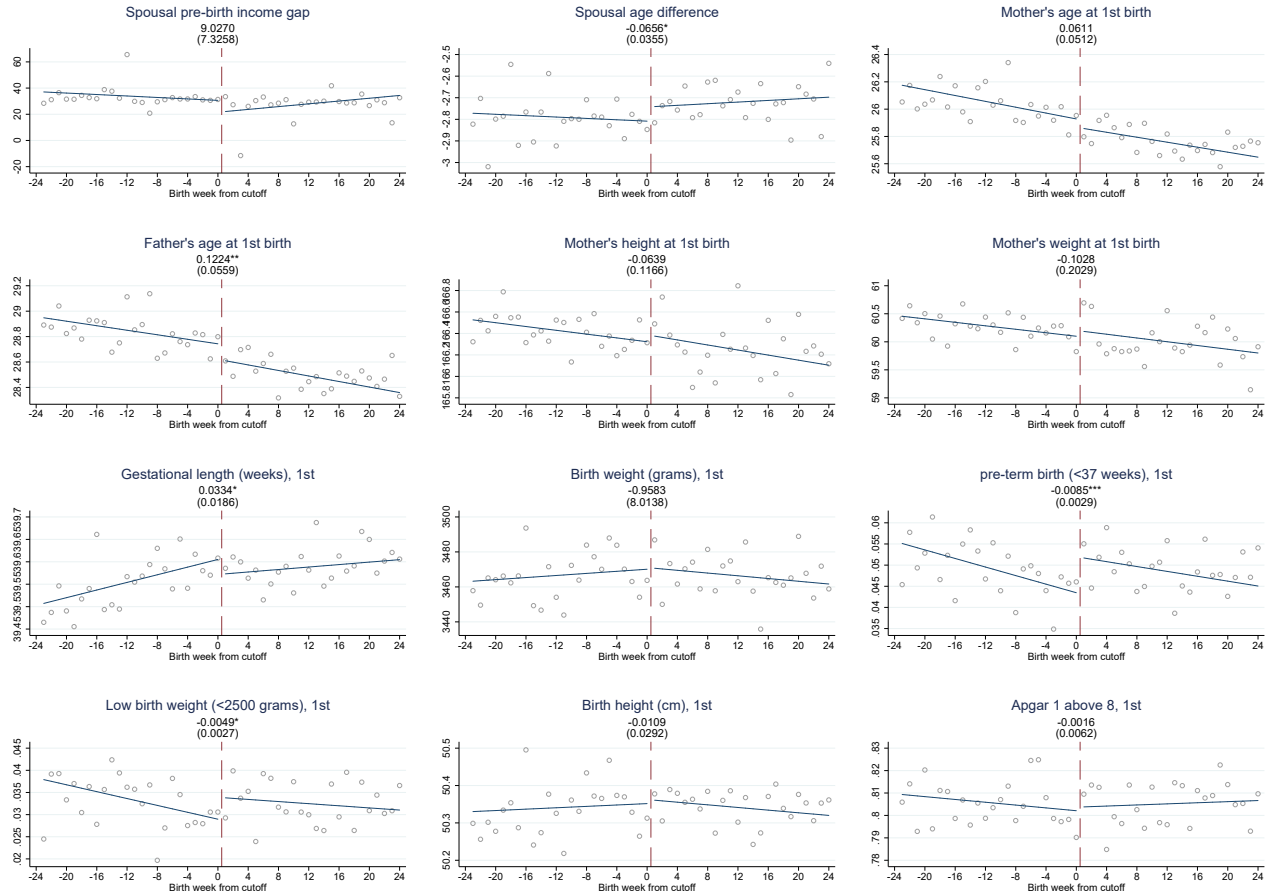 Spousal pre-birth income gap
9.0270
(7.3258)
60
40
20
0
-20
-24 -20 -16 -12 -8 -4 0 4 8 12 16 20 24
Birth week from cutoff
Spousal age difference
-0.0656*
(0.0355)
-2.5
-2.6
-2.7
-2.8
-2.9
-3
-24 -20 -16 -12 -8 -4 0 4 8 12 16 20 24
Birth week from cutoff
Mother's age at 1st birth
0.0611
(0.0512)
26.4
26.2
26
25.8
25.6
-24 -20 -16 -12 -8 -4 0 4 8 12 16 20 24
Birth week from cutoff
Father's age at 1st birth
0.1224**
(0.0559)
29.2
29
28.8
28.6
28.4
-24 -20 -16 -12 -8 -4 0 4 8 12 16 20 24
Birth week from cutoff
Mother's height at 1st birth
-0.0639
(0.1166)
-24 -20 -16 -12 -8 -4 0 4 8 12 16 20 24
Birth week from cutoff
Mother's weight at 1st birth
-0.1028
(0.2029)
61
60.5
60
59.5
59
-24 -20 -16 -12 -8 -4 0 4 8 12 16 20 24
Birth week from cutoff
Gestational length (weeks), 1st
0.0334*
(0.0186)
39.4539.539.5539.639.6539.7
-24 -20 -16 -12 -8 -4 0 4 8 12 16 20 24
Birth week from cutoff
Birth weight (grams), 1st
-0.9583
(8.0138)
3500
3480
3460
3440
-24 -20 -16 -12 -8 -4 0 4 8 12 16 20 24
Birth week from cutoff
pre-term birth (<37 weeks), 1st
-0.0085***
(0.0029)
.06
.055
.05
.045
.04
.035
-24 -20 -16 -12 -8 -4 0 4 8 12 16 20 24
Birth week from cutoff
Low birth weight (<2500 grams), 1st
-0.0049*
(0.0027)
.045
.04
.035
.03
.025
.02
-24 -20 -16 -12 -8 -4 0 4 8 12 16 20 24
Birth week from cutoff
Birth height (cm), 1st
-0.0109
(0.0292)
50.5
50.4
50.3
50.2
-24 -20 -16 -12 -8 -4 0 4 8 12 16 20 24
Birth week from cutoff
Apgar 1 above 8, 1st
-0.0016
(0.0062)
.83
.82
.81
.8
.79
.78
-24 -20 -16 -12 -8 -4 0 4 8 12 16 20 24
Birth week from cutoff